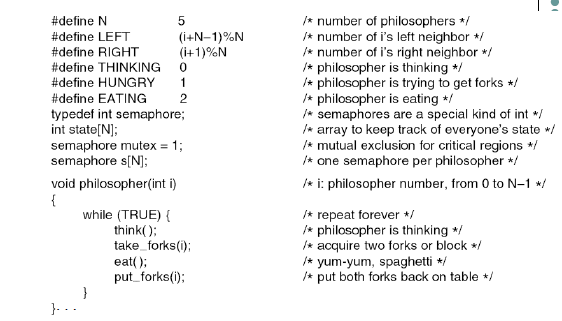 #define N 5 /* number of philosophers */
#define LEFT (i+N−1)%N /* number of i's left neighbor */
#define RIGHT (i+1)%N /* number of i's right neighbor */
#define THINKING 0 /* philosopher is thinking */
#define HUNGRY 1 /* philosopher is trying to get forks */
#define EATING 2 /* philosopher is eating */
typedef int semaphore; /* semaphores are a special kind of int */
int state[N]; /* array to keep track of everyone's state */
semaphore mutex = 1; /* mutual exclusion for critical regions */
semaphore s[N]; /* one semaphore per philosopher */
void philosopher(int i) /* i: philosopher number, from 0 to N−1 */
{
while (TRUE) { /* repeat forever */
think( ); /* philosopher is thinking */
take_forks(i); /* acquire two forks or block */
eat( ); /* yum-yum, spaghetti */
put_forks(i); /* put both forks back on table */
}
}. . .